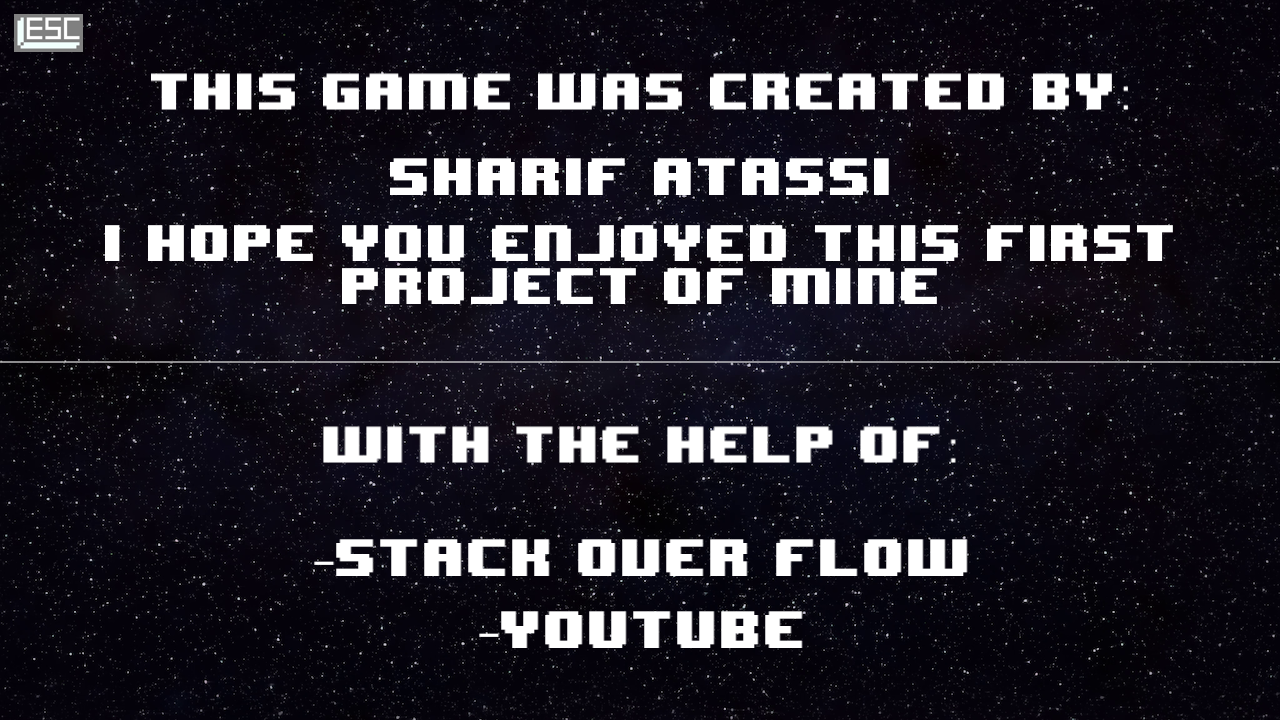 ESC
THIS GAME WAS CREATED BY:
SHARIF ATASSI
I HOPE YOU ENJOYED THIS FIRST
PROJECT OF MINE
WITH THE HELP OF:
-STACK OVER FLOW
-YOUTUBE